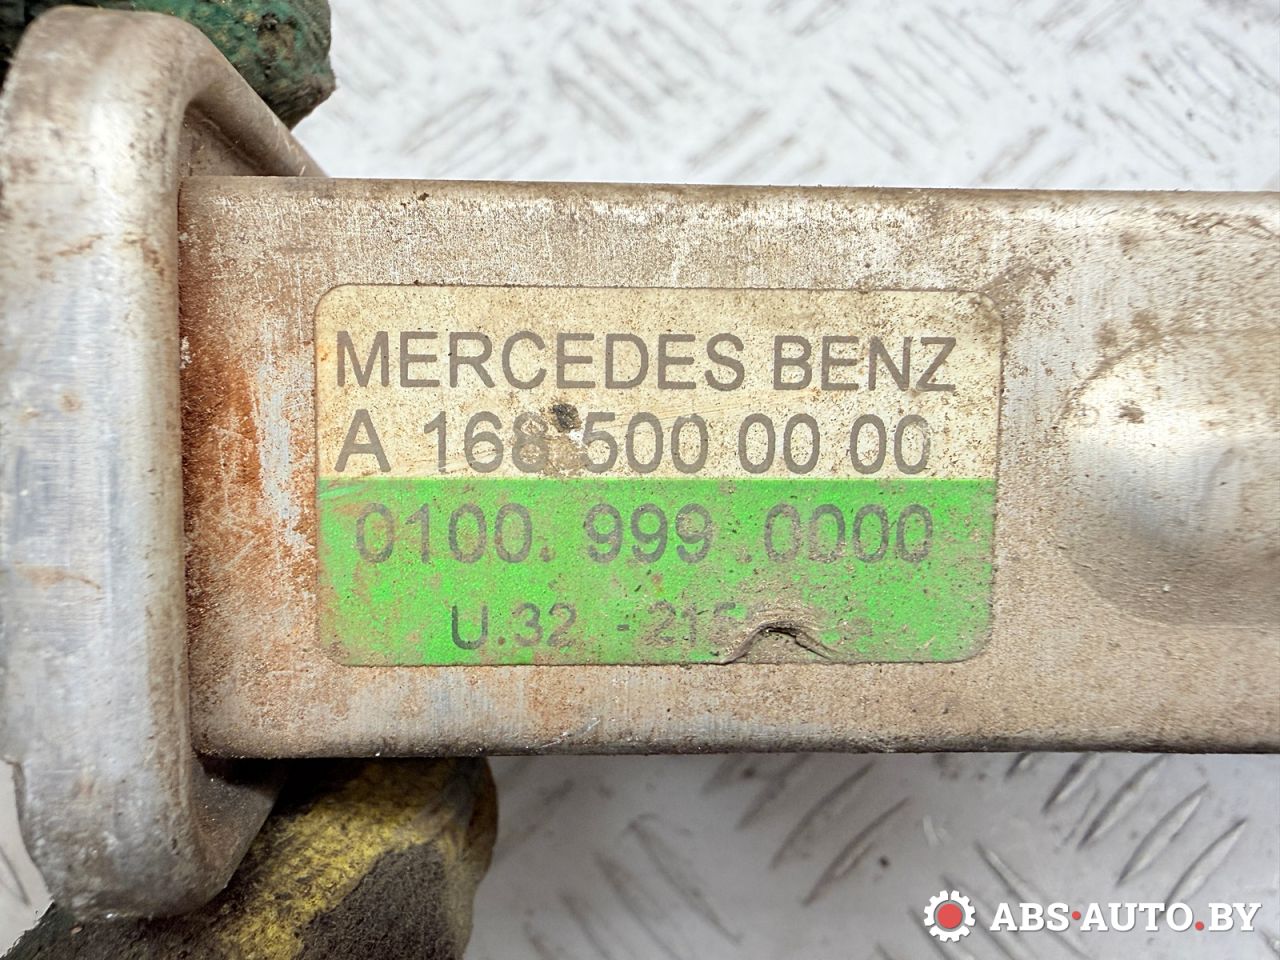 MERCEDES BENZ
A 168 500 00 00
0100. 999 .0000
U.32
ABS·AUTO.BY